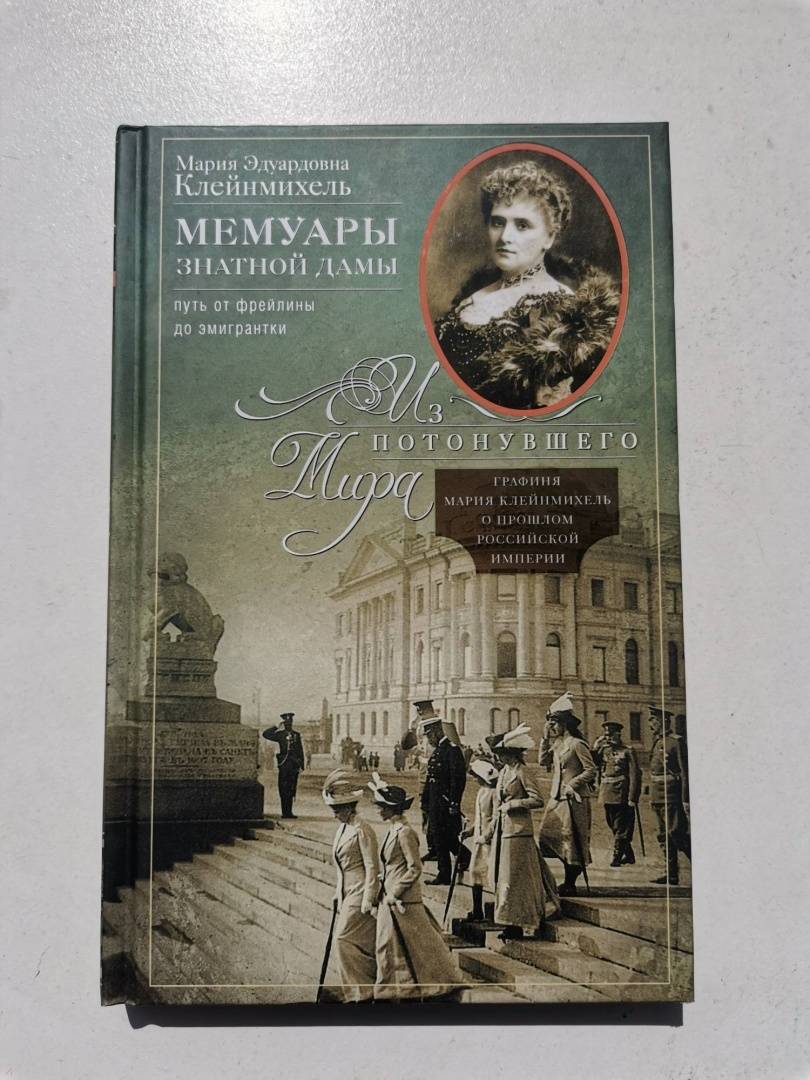 Мария Эдуардовна
Клейнмихель
МЕМУАРЫ
ЗНАТНОЙ ДАМЫ
путь от фрейлины
до эмигрантки
Из
ПОТОНУВШЕГО
Мира
ГРАФИНЯ
МАРИЯ КЛЕЙНМИХЕЛЬ
О ПРОШЛОМ
РОССИЙСКОЙ
ИМПЕРИИ